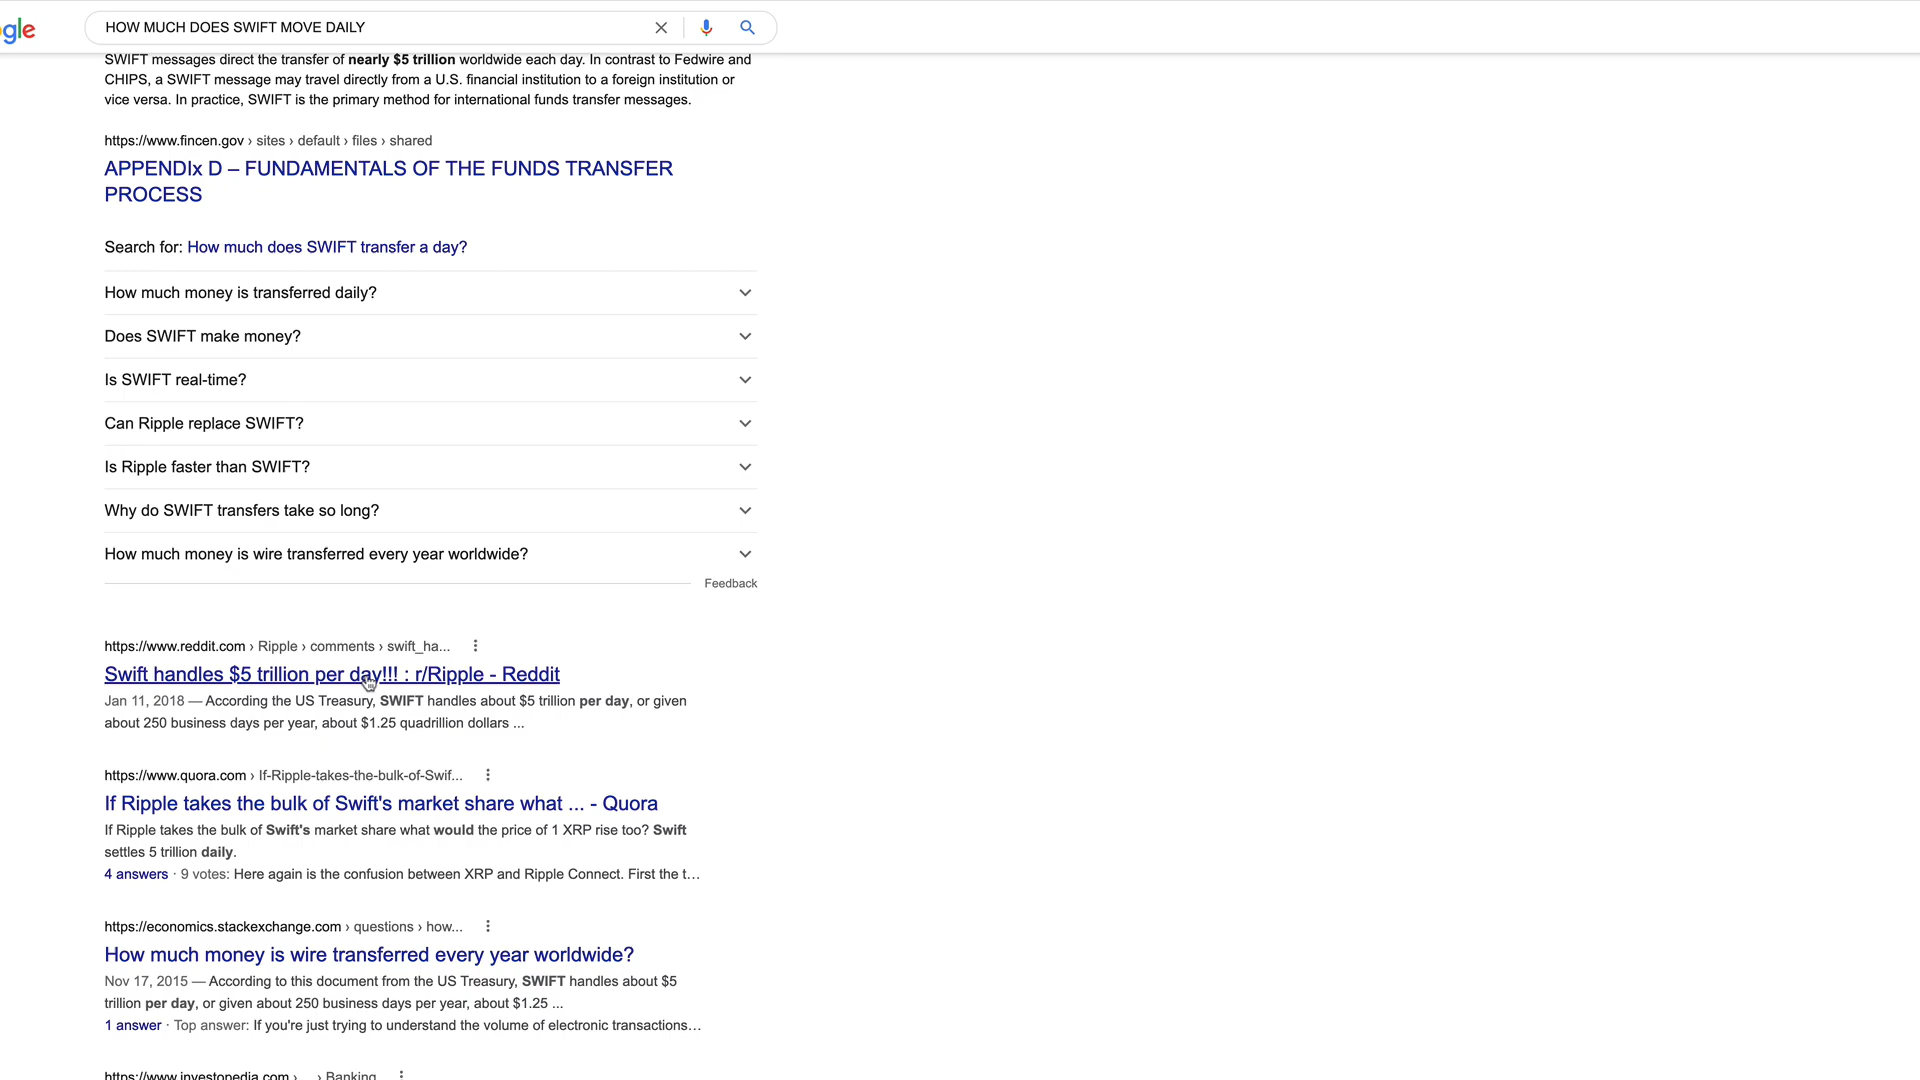 gle
HOW MUCH DOES SWIFT MOVE DAILY
SWIFT messages direct the transfer of nearly $5 trillion worldwide each day. In contrast to Fedwire and
CHIPS, a SWIFT message may travel directly from a U.S. financial institution to a foreign institution or
vice versa. In practice, SWIFT is the primary method for international funds transfer messages.
https://www.fincen.gov › sites › default › files › shared
APPENDIx D – FUNDAMENTALS OF THE FUNDS TRANSFER
PROCESS
Search for: How much does SWIFT transfer a day?
How much money is transferred daily?
Does SWIFT make money?
Is SWIFT real-time?
Can Ripple replace SWIFT?
Is Ripple faster than SWIFT?
Why do SWIFT transfers take so long?
How much money is wire transferred every year worldwide?
Feedback
https://www.reddit.com › Ripple › comments › swift_ha...
Swift handles $5 trillion per day!!! : r/Ripple - Reddit
Jan 11, 2018 — According the US Treasury, SWIFT handles about $5 trillion per day, or given
about 250 business days per year, about $1.25 quadrillion dollars ...
https://www.quora.com › If-Ripple-takes-the-bulk-of-Swif...
If Ripple takes the bulk of Swift's market share what ... - Quora
If Ripple takes the bulk of Swift's market share what would the price of 1 XRP rise too? Swift
settles 5 trillion daily.
4 answers · 9 votes: Here again is the confusion between XRP and Ripple Connect. First the t...
https://economics.stackexchange.com › questions › how...
How much money is wire transferred every year worldwide?
Nov 17, 2015 — According to this document from the US Treasury, SWIFT handles about $5
trillion per day, or given about 250 business days per year, about $1.25 ...
1 answer · Top answer: If you're just trying to understand the volume of electronic transactions...
https://www.investopedia.com › ... › Banking